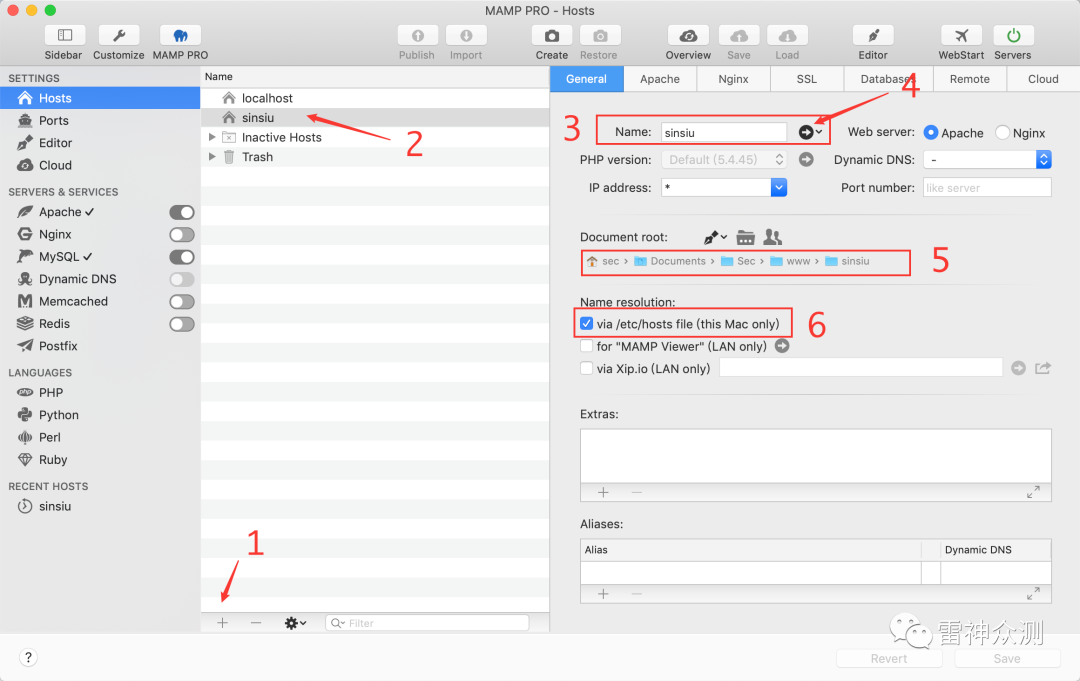 MAMP PRO - Hosts
Sidebar Customize MAMP PRO Publish Import Create Restore Overview Save Load Editor WebStart Servers
SETTINGS
Hosts
Ports
Editor
Cloud
SERVERS & SERVICES
Apache ✓
Nginx
MySQL ✓
Dynamic DNS
Memcached
Redis
Postfix
LANGUAGES
PHP
Python
Perl
Ruby
RECENT HOSTS
sinsiu
Name
localhost
sinsiu
Inactive Hosts
Trash
2
1
Filter
General Apache Nginx SSL Databases Remote Cloud
4
3 Name: sinsiu Web server: Apache Nginx
PHP version: Default (5.4.45) Dynamic DNS: -
IP address: * Port number: like server
Document root:
sec › Documents › Sec › www › sinsiu 5
Name resolution:
via /etc/hosts file (this Mac only) 6
for "MAMP Viewer" (LAN only)
via Xip.io (LAN only)
Extras:
Aliases:
Alias Dynamic DNS
雷神众测
? Revert Save